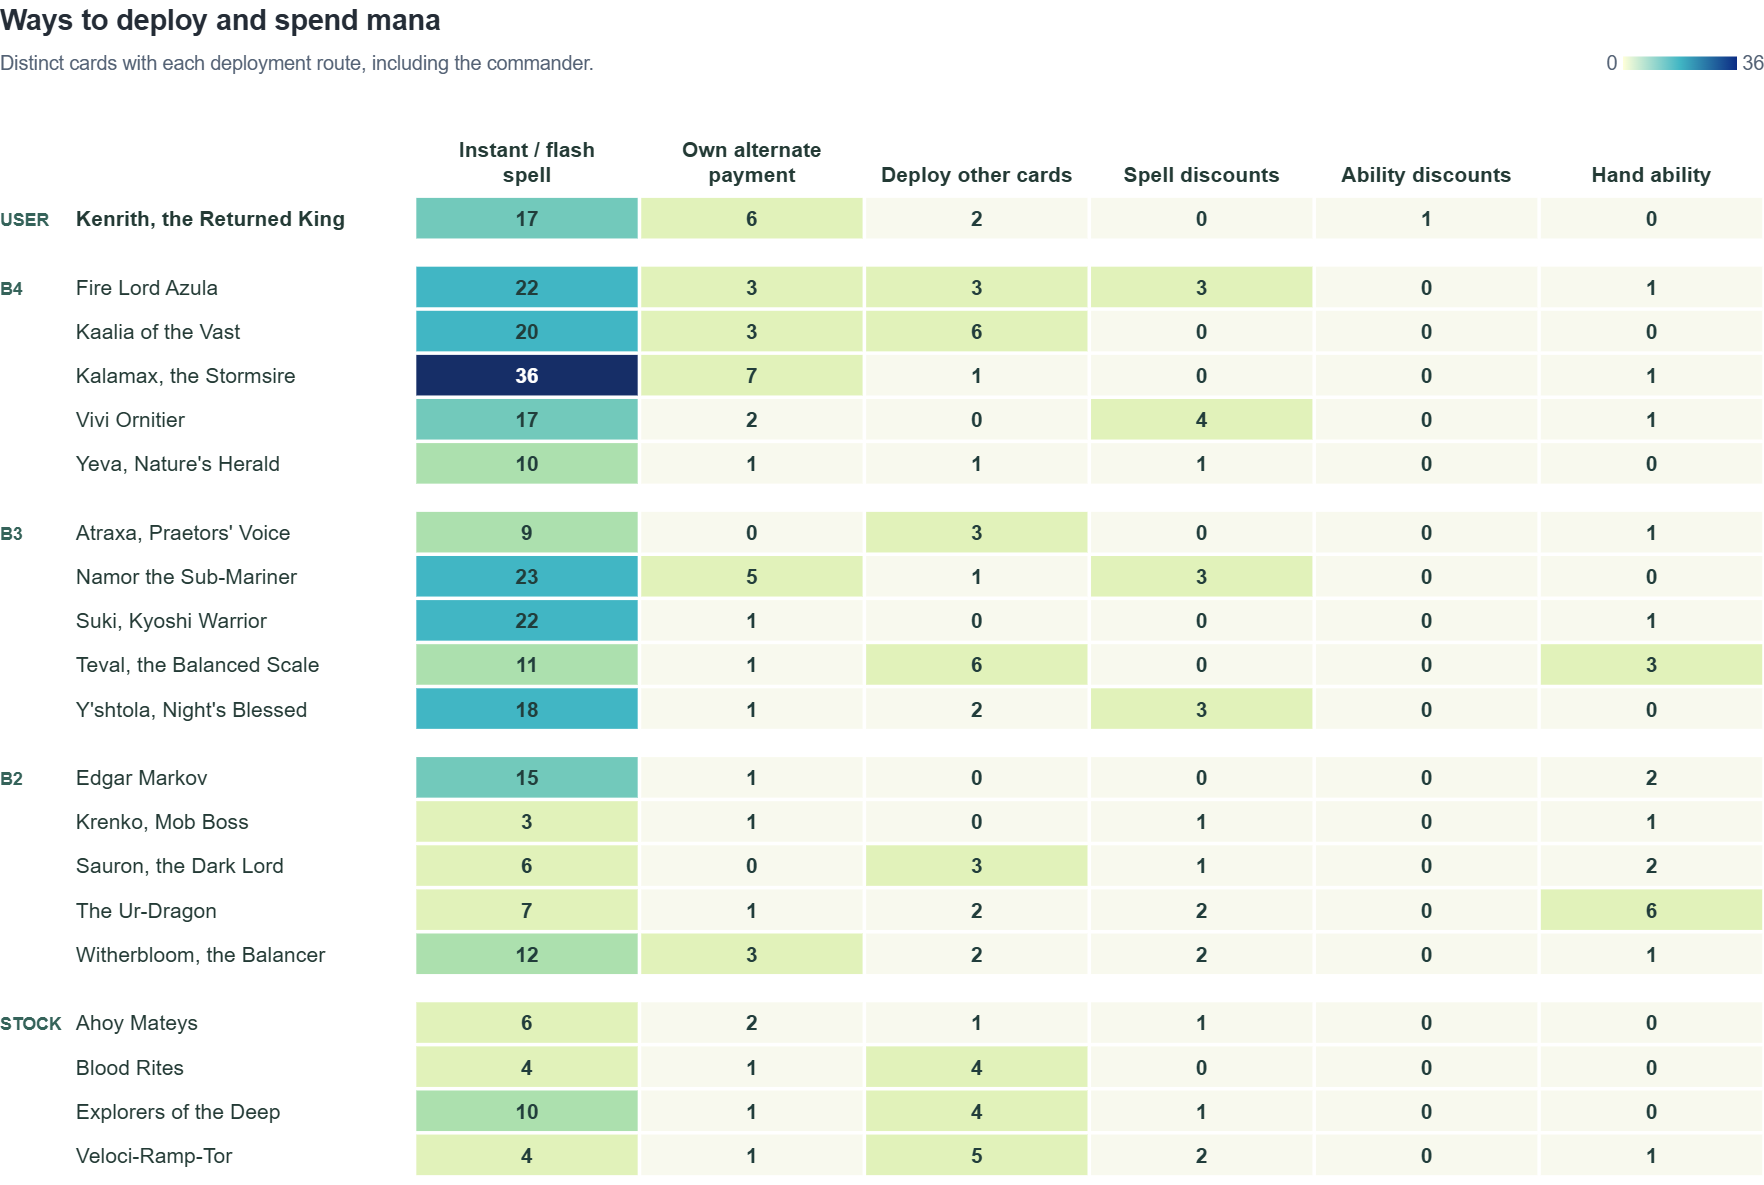 Ways to deploy and spend mana
Distinct cards with each deployment route, including the commander.
0 36
Instant / flash spell Own alternate payment Deploy other cards Spell discounts Ability discounts Hand ability
USER Kenrith, the Returned King 17 6 2 0 1 0
B4 Fire Lord Azula 22 3 3 3 0 1
Kaalia of the Vast 20 3 6 0 0 0
Kalamax, the Stormsire 36 7 1 0 0 1
Vivi Ornitier 17 2 0 4 0 1
Yeva, Nature's Herald 10 1 1 1 0 0
B3 Atraxa, Praetors' Voice 9 0 3 0 0 1
Namor the Sub-Mariner 23 5 1 3 0 0
Suki, Kyoshi Warrior 22 1 0 0 0 1
Teval, the Balanced Scale 11 1 6 0 0 3
Y'shtola, Night's Blessed 18 1 2 3 0 0
B2 Edgar Markov 15 1 0 0 0 2
Krenko, Mob Boss 3 1 0 1 0 1
Sauron, the Dark Lord 6 0 3 1 0 2
The Ur-Dragon 7 1 2 2 0 6
Witherbloom, the Balancer 12 3 2 2 0 1
STOCK Ahoy Mateys 6 2 1 1 0 0
Blood Rites 4 1 4 0 0 0
Explorers of the Deep 10 1 4 1 0 0
Veloci-Ramp-Tor 4 1 5 2 0 1